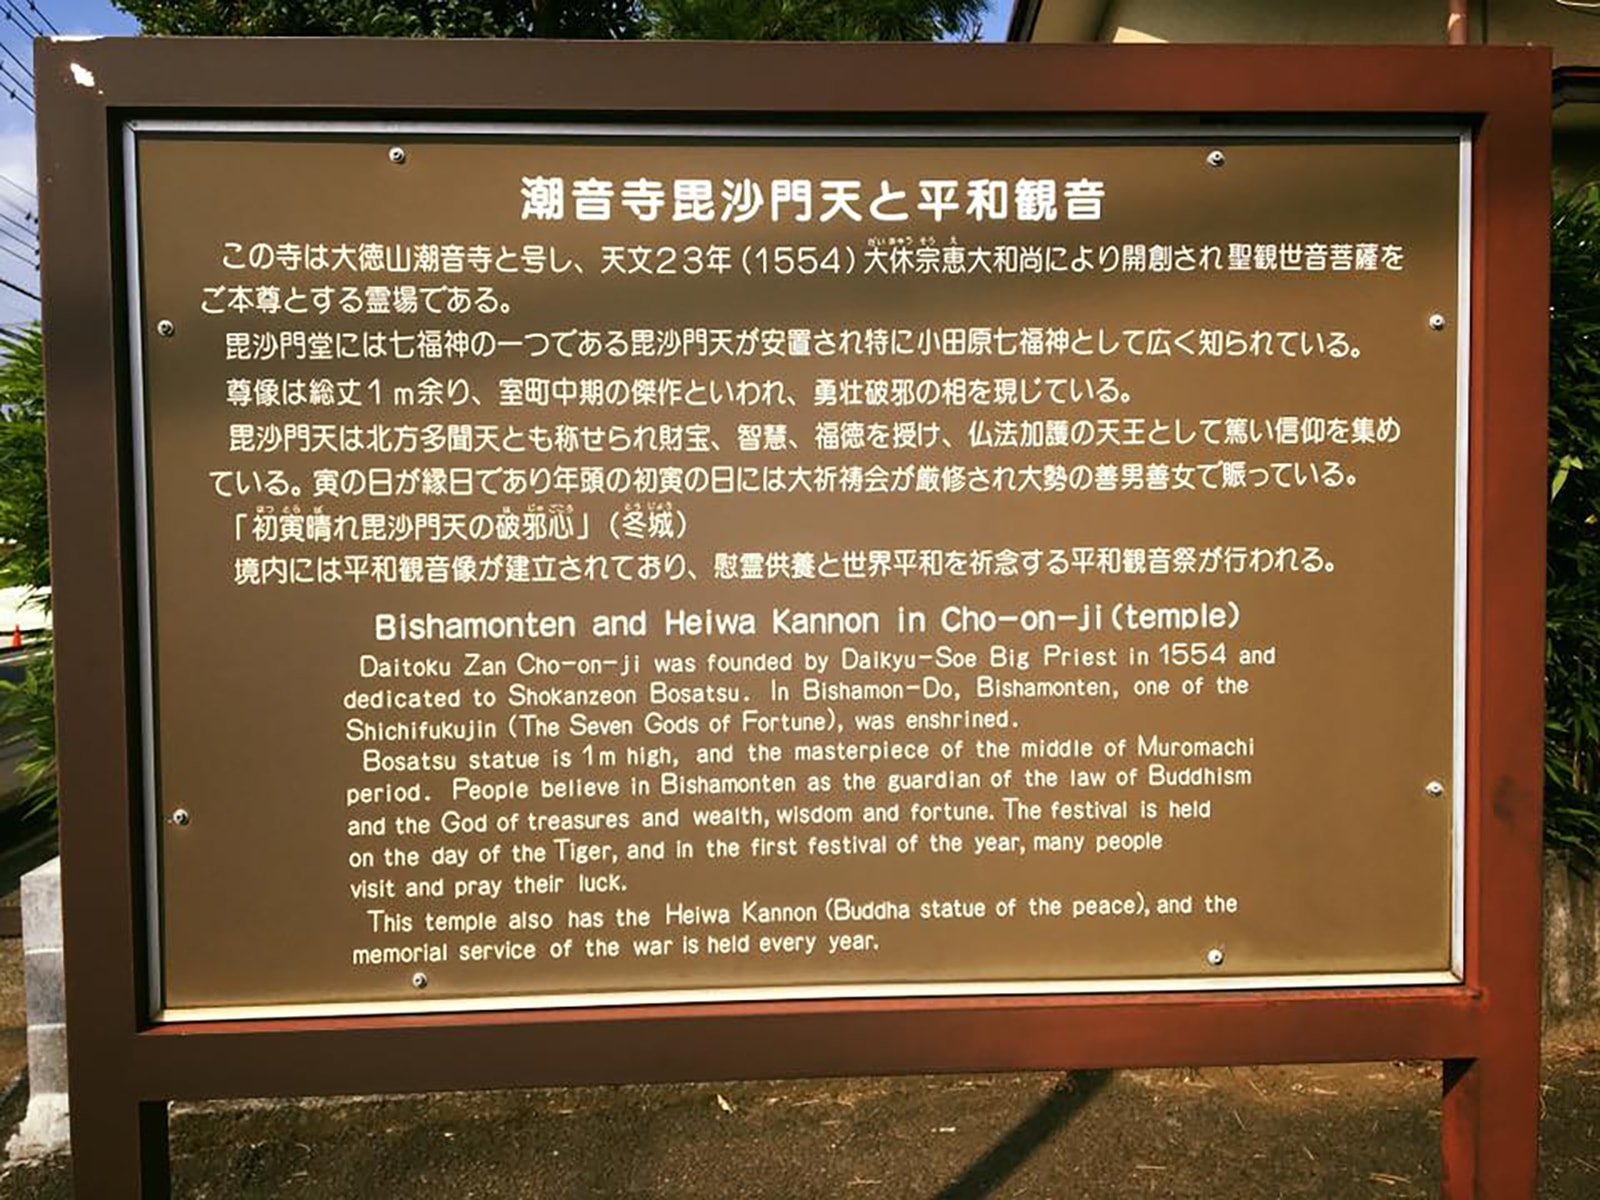 潮音寺毘沙門天と平和観音
この寺は大徳山潮音寺と号し、天文23年(1554)大休宗恵大和尚により開創され聖観世音菩薩を
ご本尊とする霊場である。
毘沙門堂には七福神の一つである毘沙門天が安置され特に小田原七福神として広く知られている。
尊像は総丈1m余り、室町中期の傑作といわれ、勇壮破邪の相を現じている。
毘沙門天は北方多聞天とも称せられ財宝、智慧、福徳を授け、仏法加護の天王として篤い信仰を集め
ている。寅の日が縁日であり年頭の初寅の日には大祈祷会が厳修され大勢の善男善女で賑っている。
「初寅晴れ毘沙門天の破邪心」(冬城)
境内には平和観音像が建立されており、慰霊供養と世界平和を祈念する平和観音祭が行われる。
Bishamonten and Heiwa Kannon in Cho-on-ji(temple)
Daitoku Zan Cho-on-ji was founded by Daikyu-Soe Big Priest in 1554 and
dedicated to Shokanzeon Bosatsu. In Bishamon-Do, Bishamonten, one of the
Shichifukujin (The Seven Gods of Fortune), was enshrined.
Bosatsu statue is 1m high, and the masterpiece of the middle of Muromachi
period. People believe in Bishamonten as the guardian of the law of Buddhism
and the God of treasures and wealth, wisdom and fortune. The festival is held
on the day of the Tiger, and in the first festival of the year, many people
visit and pray their luck.
This temple also has the Heiwa Kannon (Buddha statue of the peace), and the
memorial service of the war is held every year.